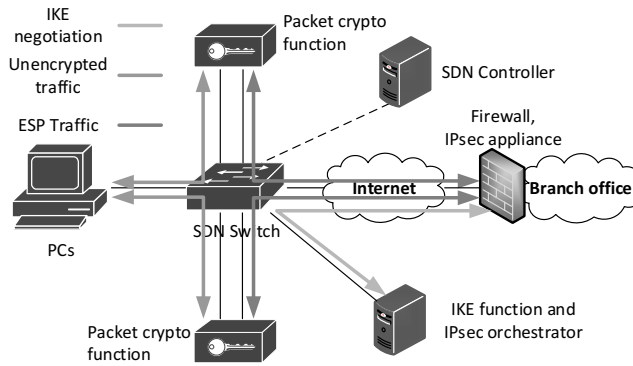 IKE
negotiation
Unencrypted
traffic
ESP Traffic
Packet crypto
function
SDN Controller
Firewall,
IPsec appliance
Internet
Branch office
PCs
SDN Switch
Packet crypto
function
IKE function and
IPsec orchestrator